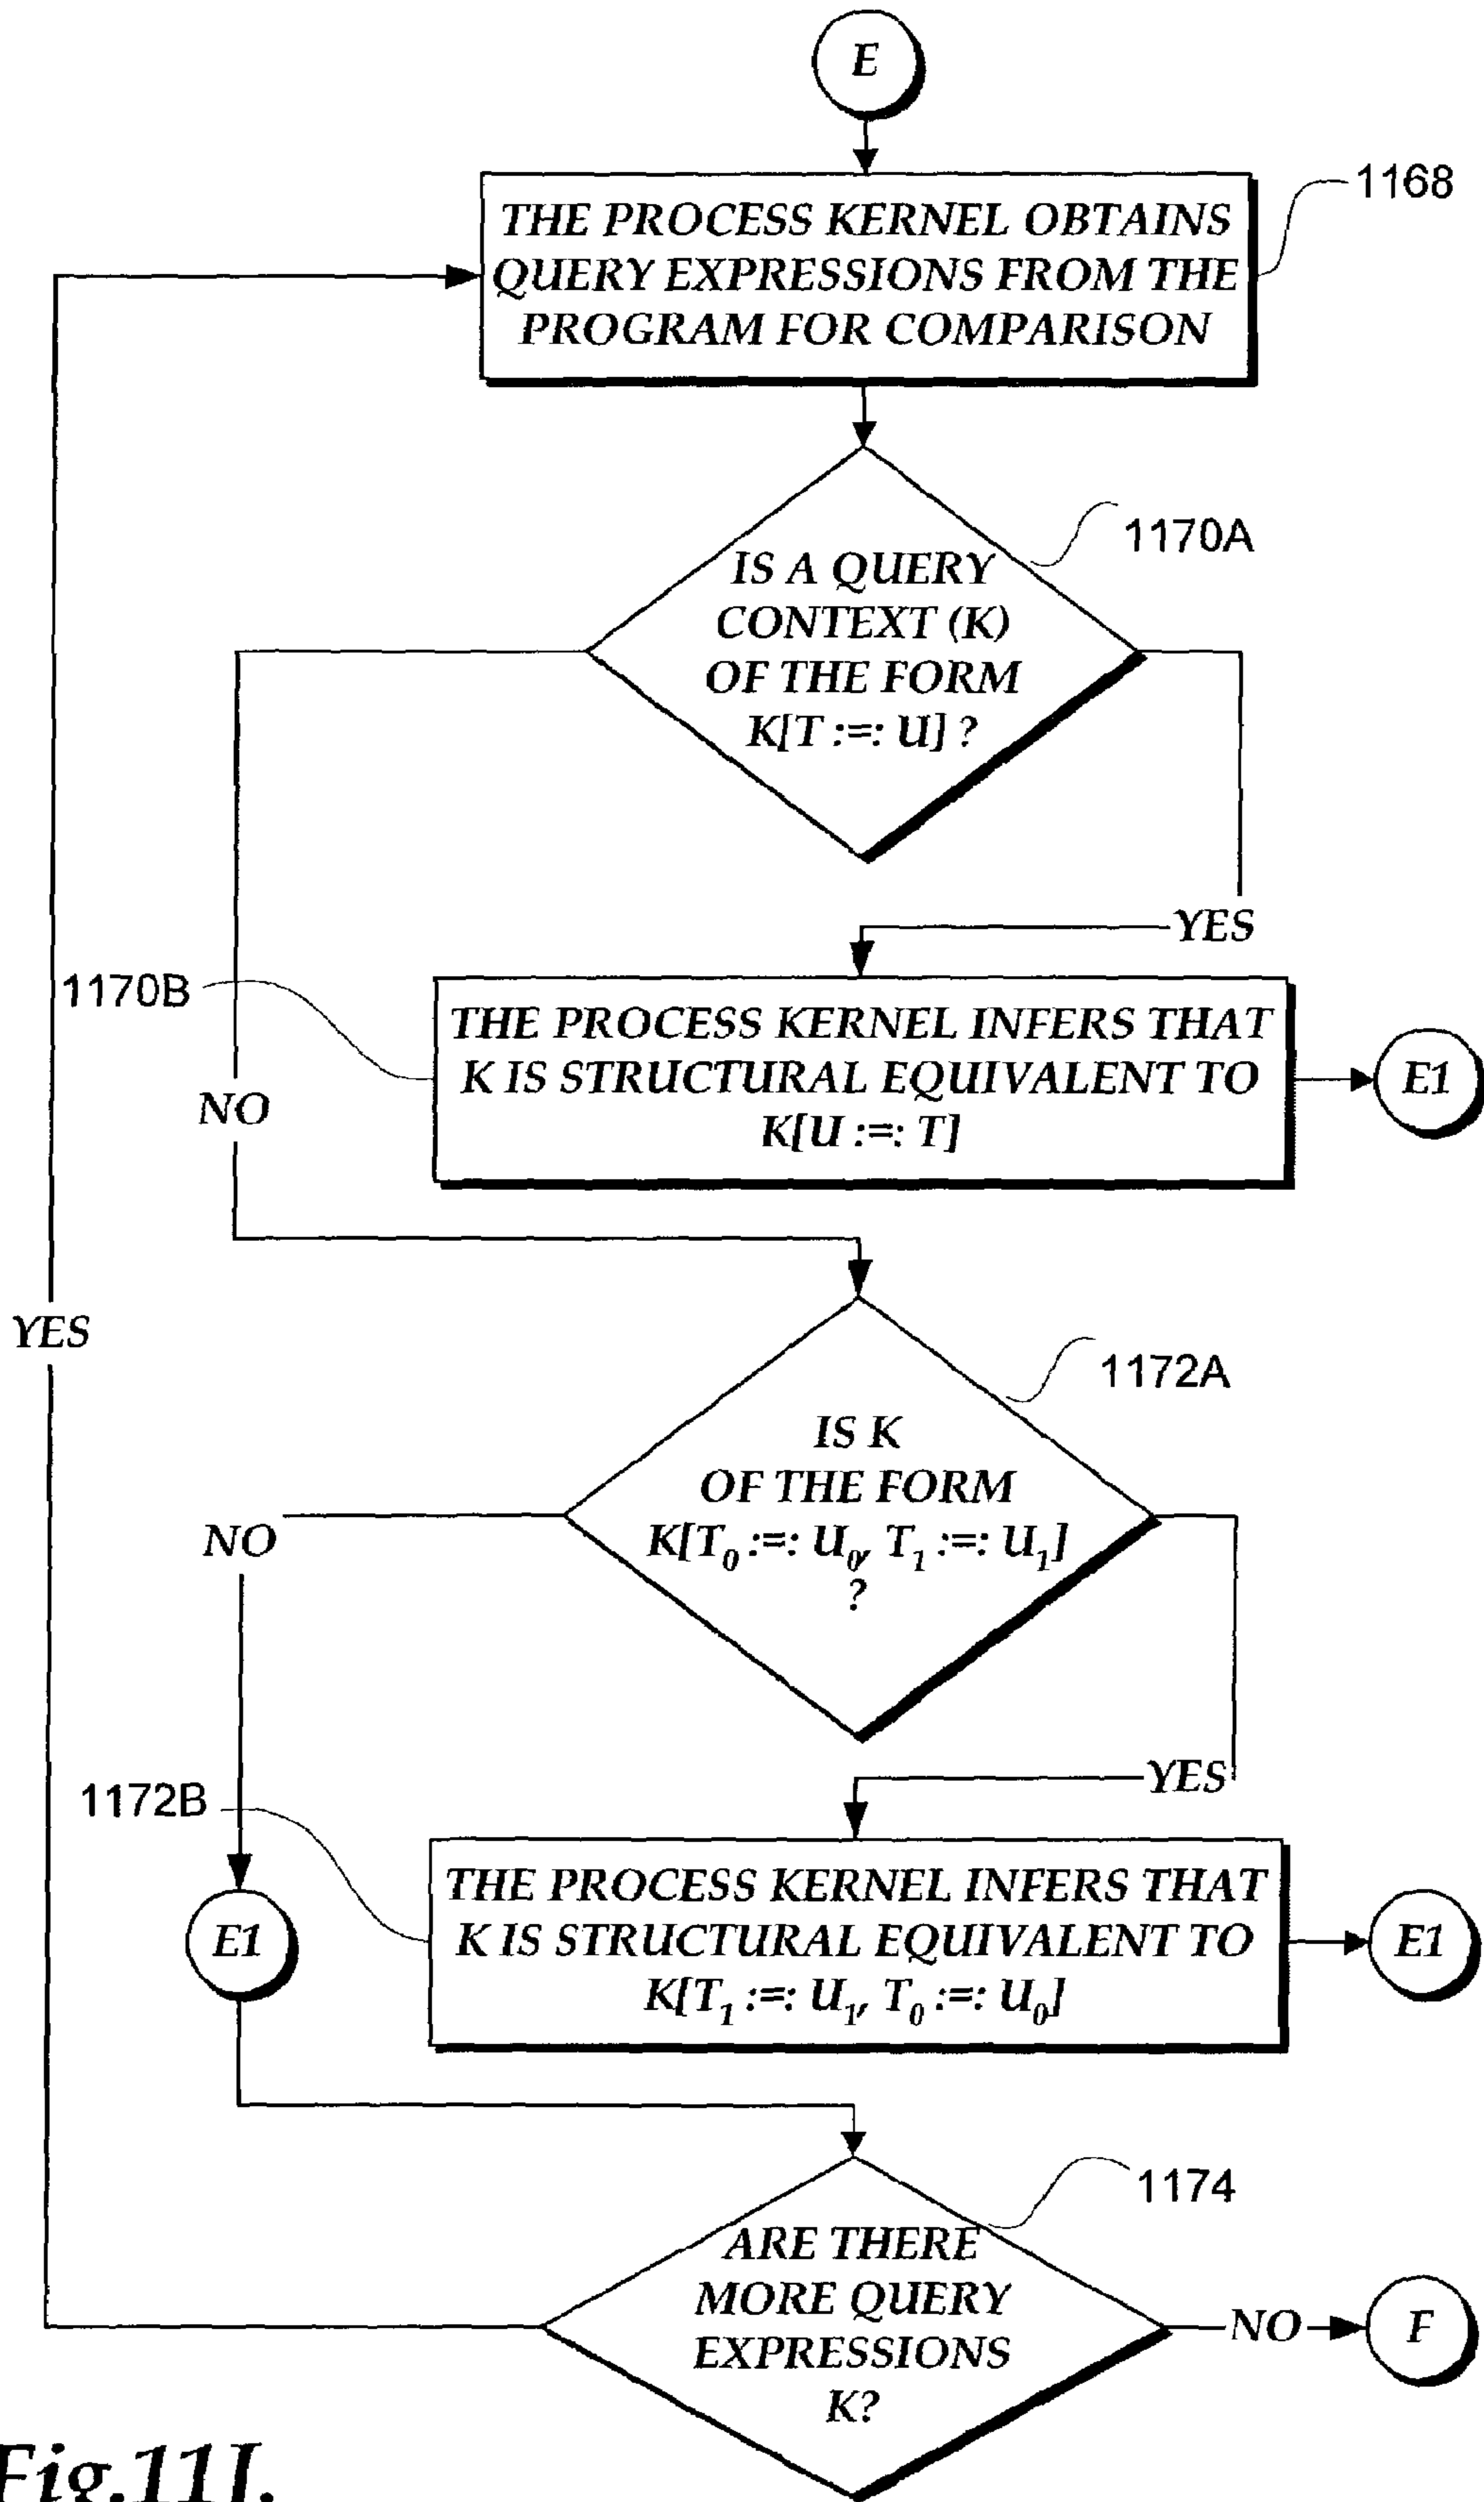 E
1168
THE PROCESS KERNEL OBTAINS
QUERY EXPRESSIONS FROM THE
PROGRAM FOR COMPARISON
1170A
IS A QUERY
CONTEXT (K)
OF THE FORM
K[T :=: U] ?
YES
1170B
THE PROCESS KERNEL INFERS THAT
K IS STRUCTURAL EQUIVALENT TO
K[U :=: T]
E1
NO
YES
1172A
IS K
OF THE FORM
K[T₀ :=: U₀, T₁ :=: U₁]
?
NO
YES
1172B
THE PROCESS KERNEL INFERS THAT
K IS STRUCTURAL EQUIVALENT TO
K[T₁ :=: U₁, T₀ :=: U₀]
E1
E1
1174
ARE THERE
MORE QUERY
EXPRESSIONS
K?
NO
F
Fig.11I.